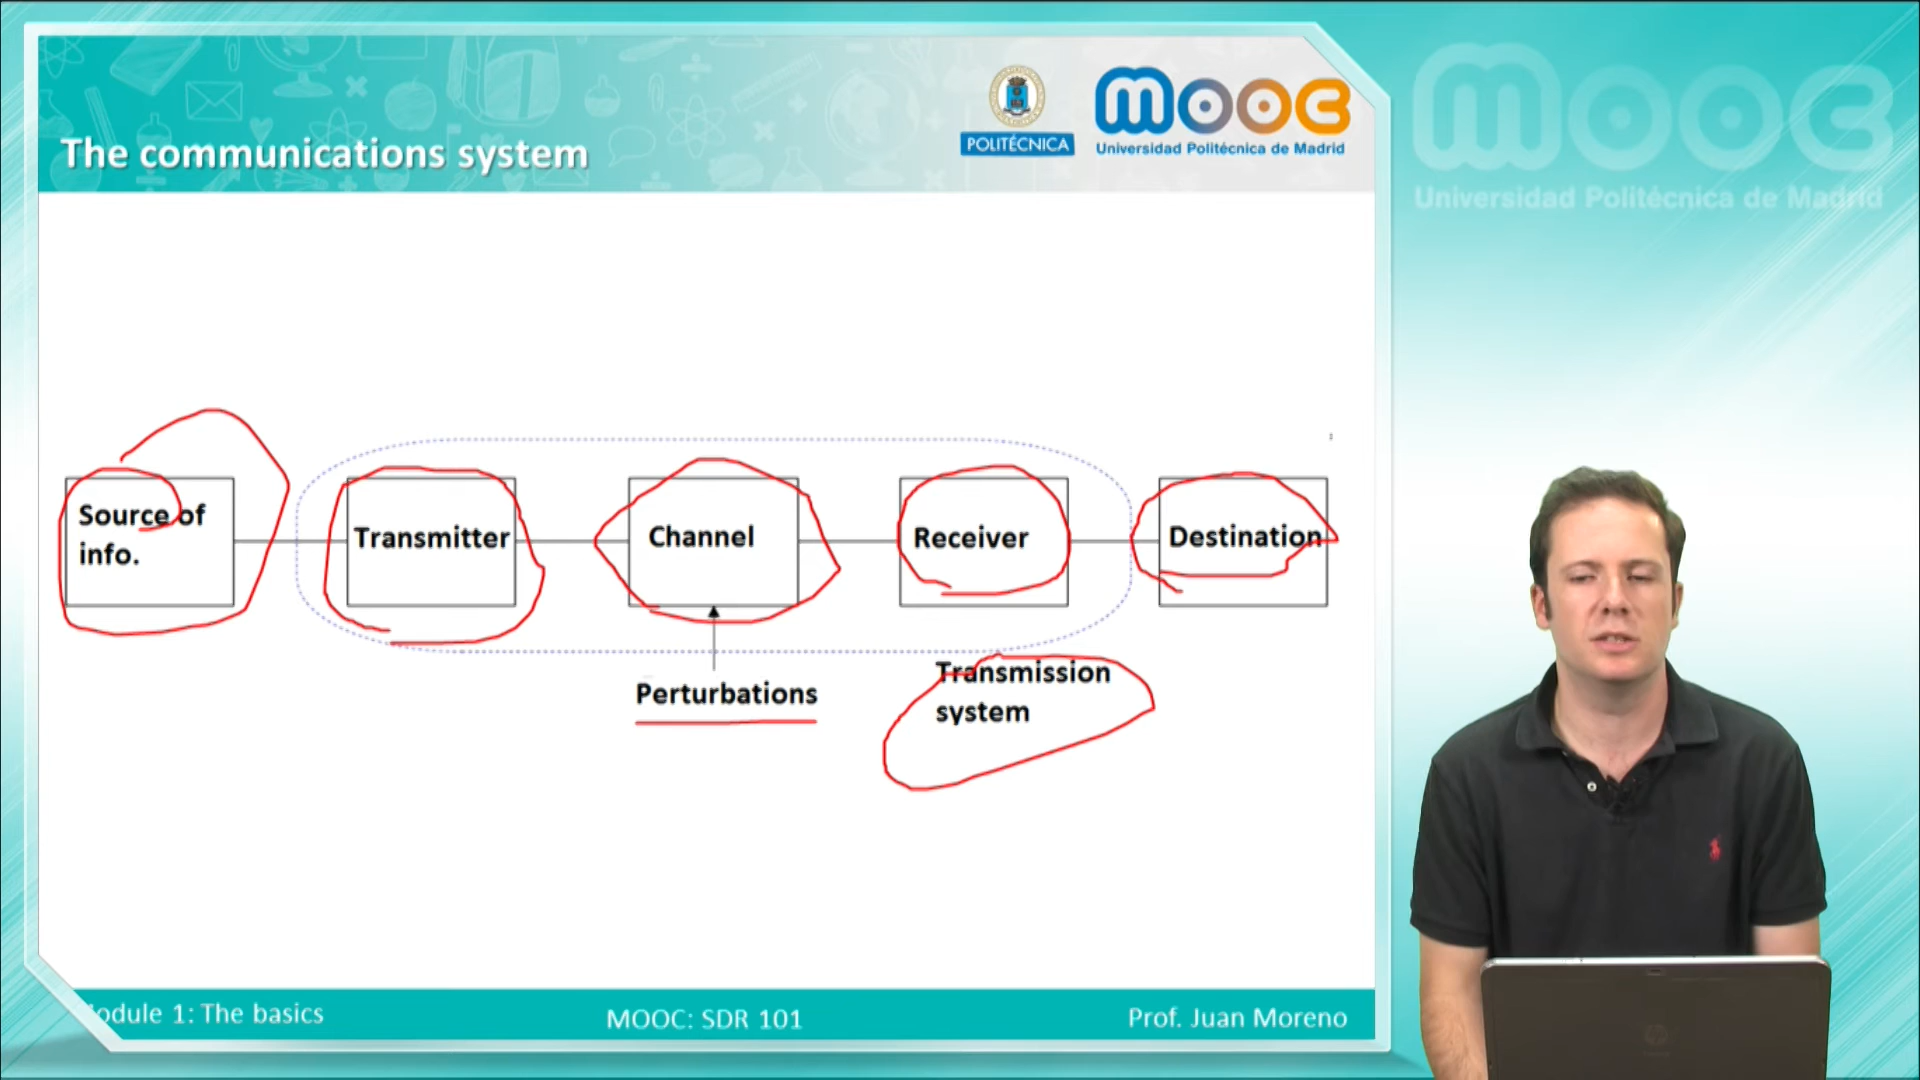 The communications system
POLITÉCNICA
mooc
Universidad Politécnica de Madrid
mooc
Universidad Politécnica de Madrid
Source of
info.
Transmitter
Channel
Receiver
Destination
Perturbations
Transmission
system
odule 1: The basics
MOOC: SDR 101
Prof. Juan Moreno